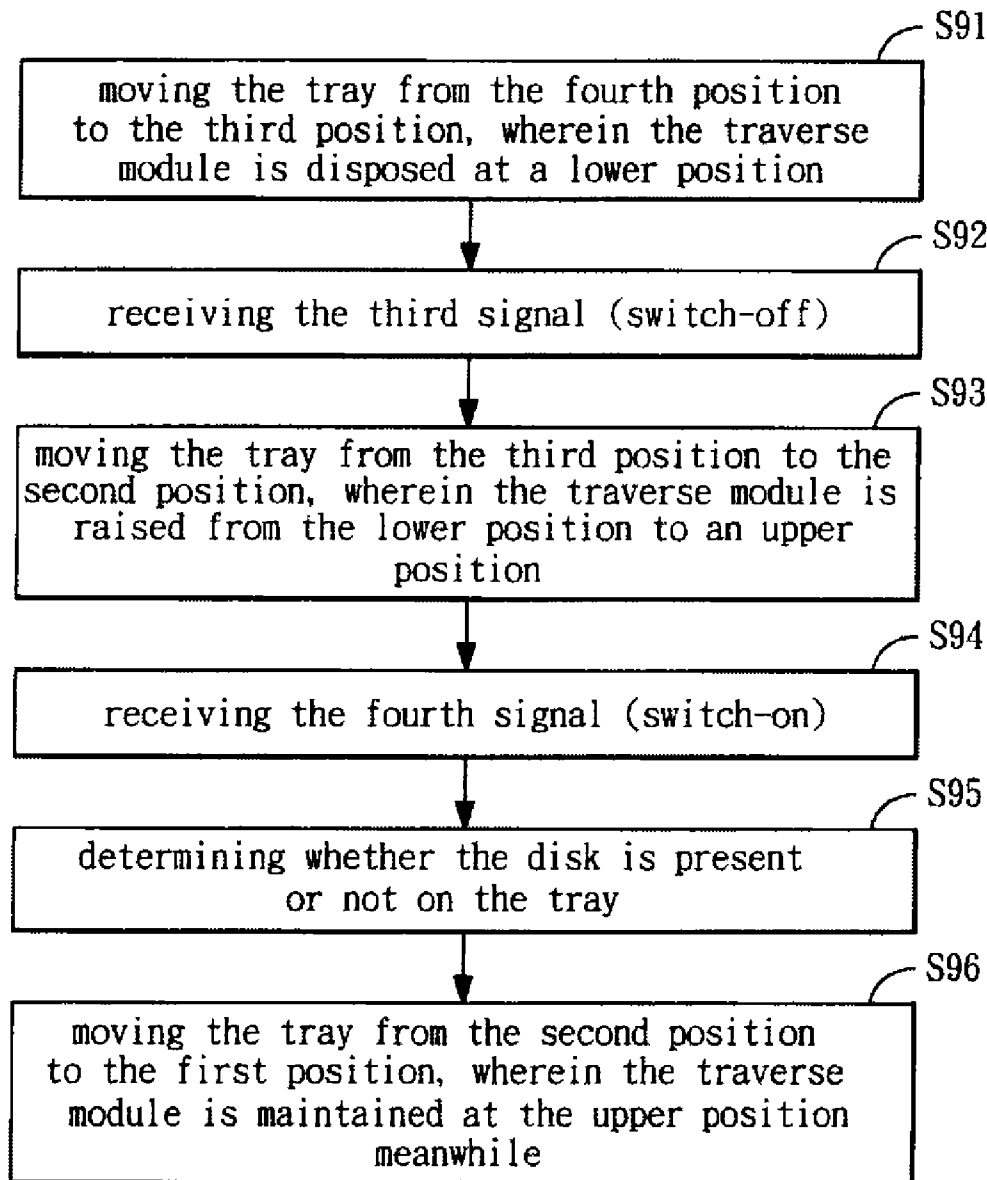 S91
moving the tray from the fourth position
to the third position, wherein the traverse
module is disposed at a lower position
S92
receiving the third signal (switch-off)
S93
moving the tray from the third position to the
second position, wherein the traverse module is
raised from the lower position to an upper
position
S94
receiving the fourth signal (switch-on)
S95
determining whether the disk is present
or not on the tray
S96
moving the tray from the second position
to the first position, wherein the traverse
module is maintained at the upper position
meanwhile